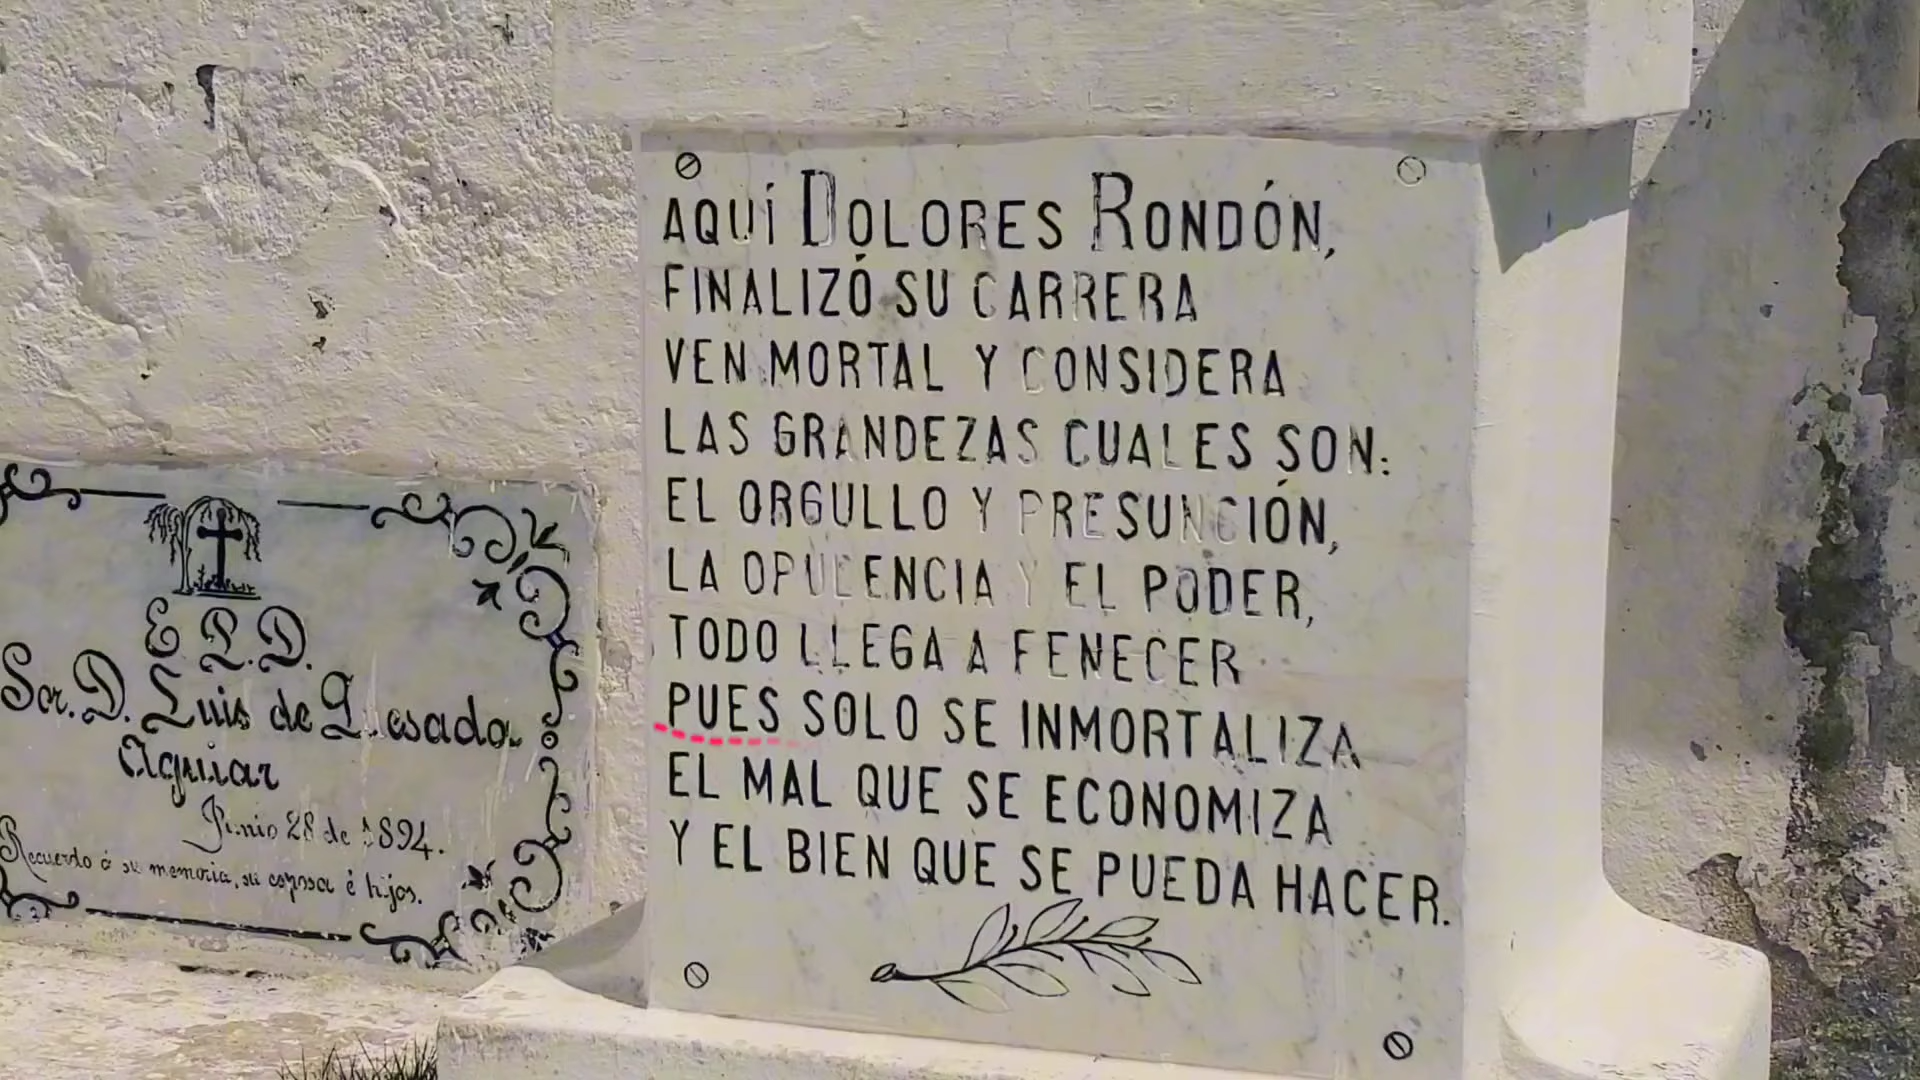 AQUÍ DOLORES RONDÓN,
FINALIZÓ SU CARRERA
VEN MORTAL Y CONSIDERA
LAS GRANDEZAS CUALES SON:
EL ORGULLO Y PRESUNCIÓN,
LA OPULENCIA Y EL PODER,
TODO LLEGA A FENECER
PUES SOLO SE INMORTALIZA
EL MAL QUE SE ECONOMIZA
Y EL BIEN QUE SE PUEDA HACER.
E.P.D.
Sor. D. Luis de Quesada
Aguiar
Junio 28 de 1894.
Recuerdo á su memoria, su esposa é hijos.